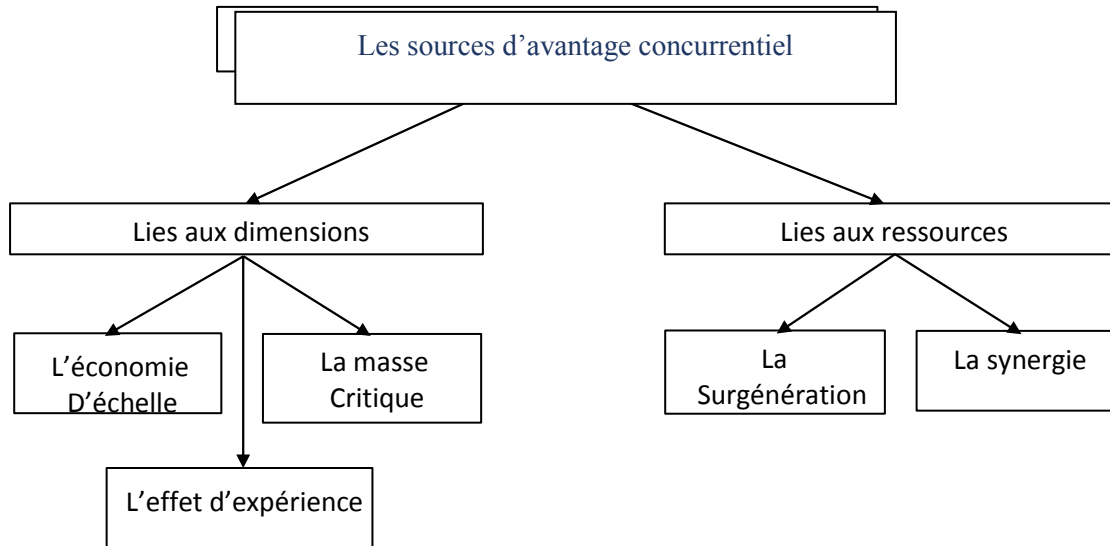 Les sources d’avantage concurrentiel
Lies aux dimensions
Lies aux ressources
L’économie
D’échelle
La masse
Critique
La
Surgénération
La synergie
L’effet d’expérience